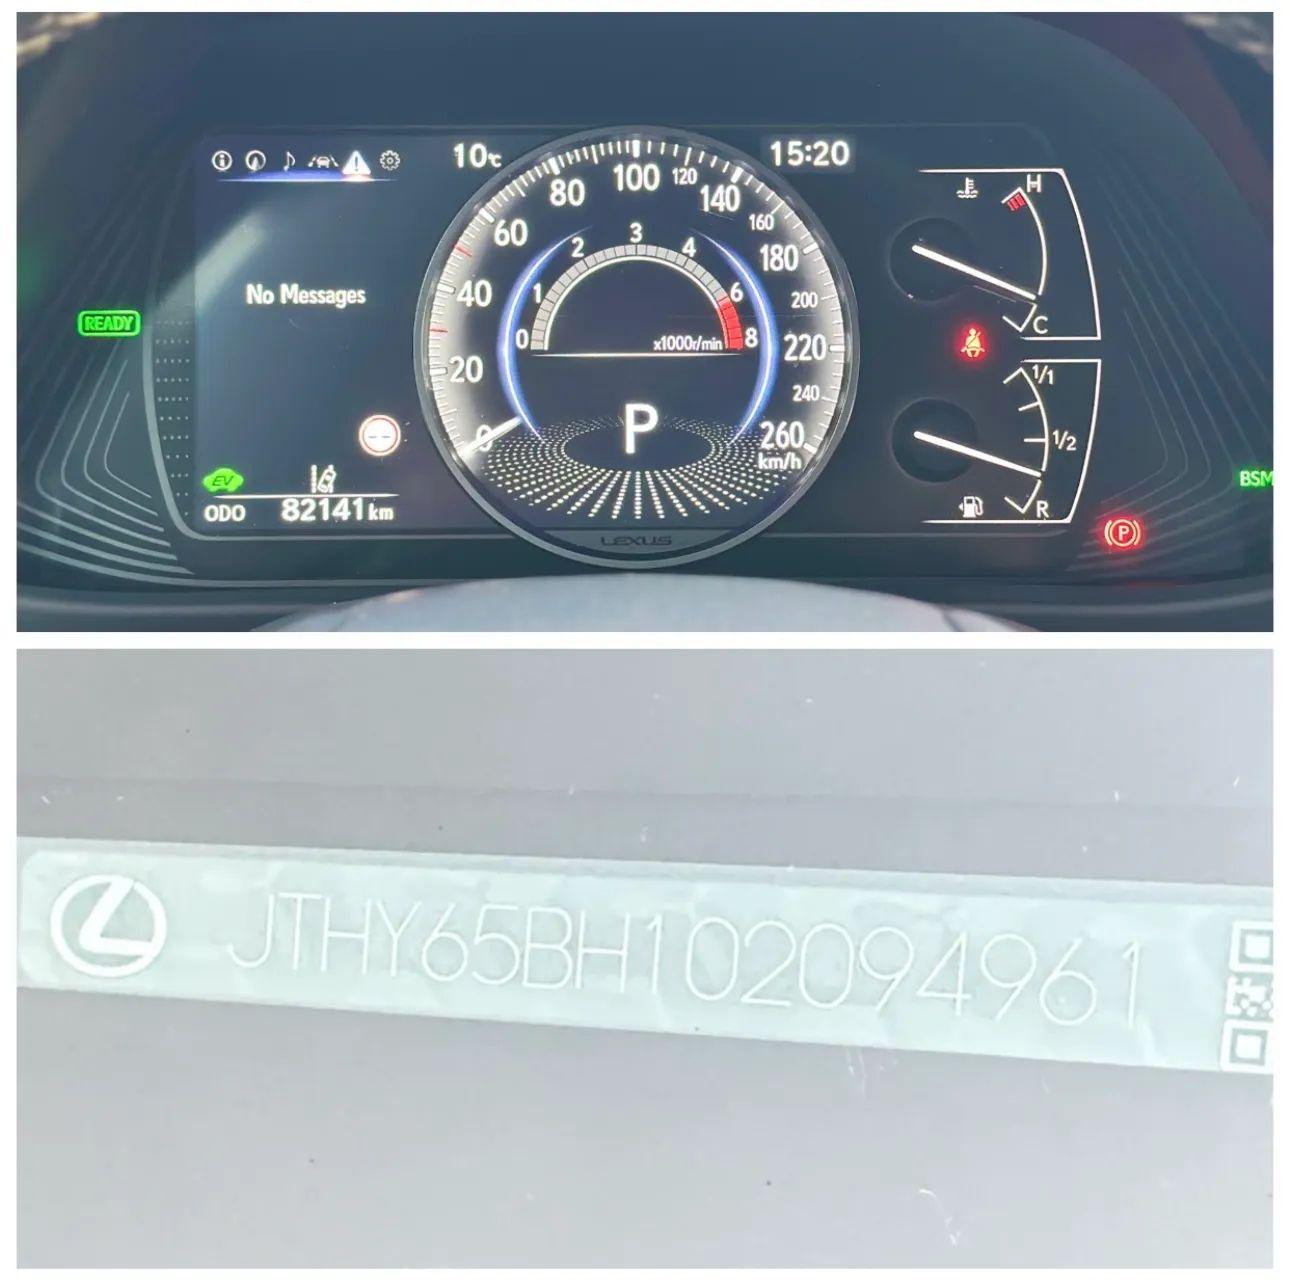 10°C
15:20
No Messages
READY
EV
ODO 82141 km
0 20 40 60 80 100 120 140 160 180 200 220 240 260
km/h
0 1 2 3 4 6 8
x1000r/min
P
LEXUS
H
C
1/1
1/2
R
BSM
(P)
JTHY65BH102094961